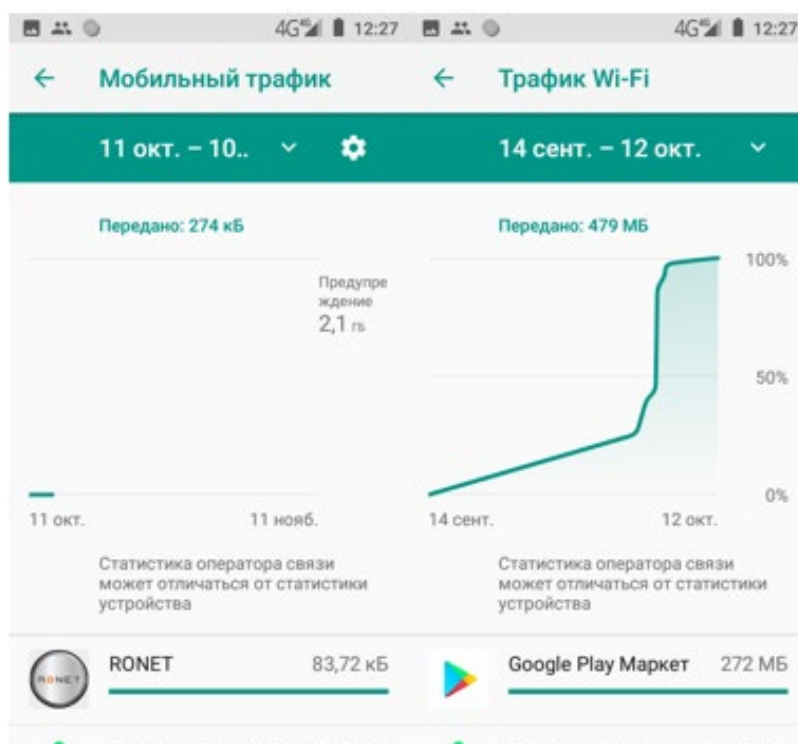 4G 12:27
Мобильный трафик
11 окт. – 10..
Передано: 274 кБ
Предупре
ждение
2,1 ГБ
11 окт. 11 нояб.
Статистика оператора связи
может отличаться от статистики
устройства
RONET
RONET 83,72 кБ
4G 12:27
Трафик Wi-Fi
14 сент. – 12 окт.
Передано: 479 МБ
100%
50%
0%
14 сент. 12 окт.
Статистика оператора связи
может отличаться от статистики
устройства
Google Play Маркет 272 МБ